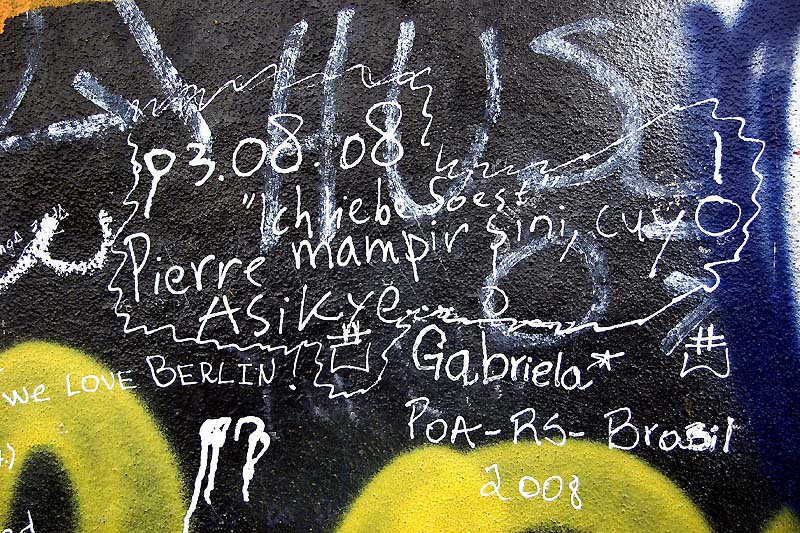 HUS
03.08.08
"Ich liebe Soest"
Pierre mampir sini, cuy!
Asikye...
we LOVE BERLIN!
Gabriela*
POA-RS-Brasil
2008